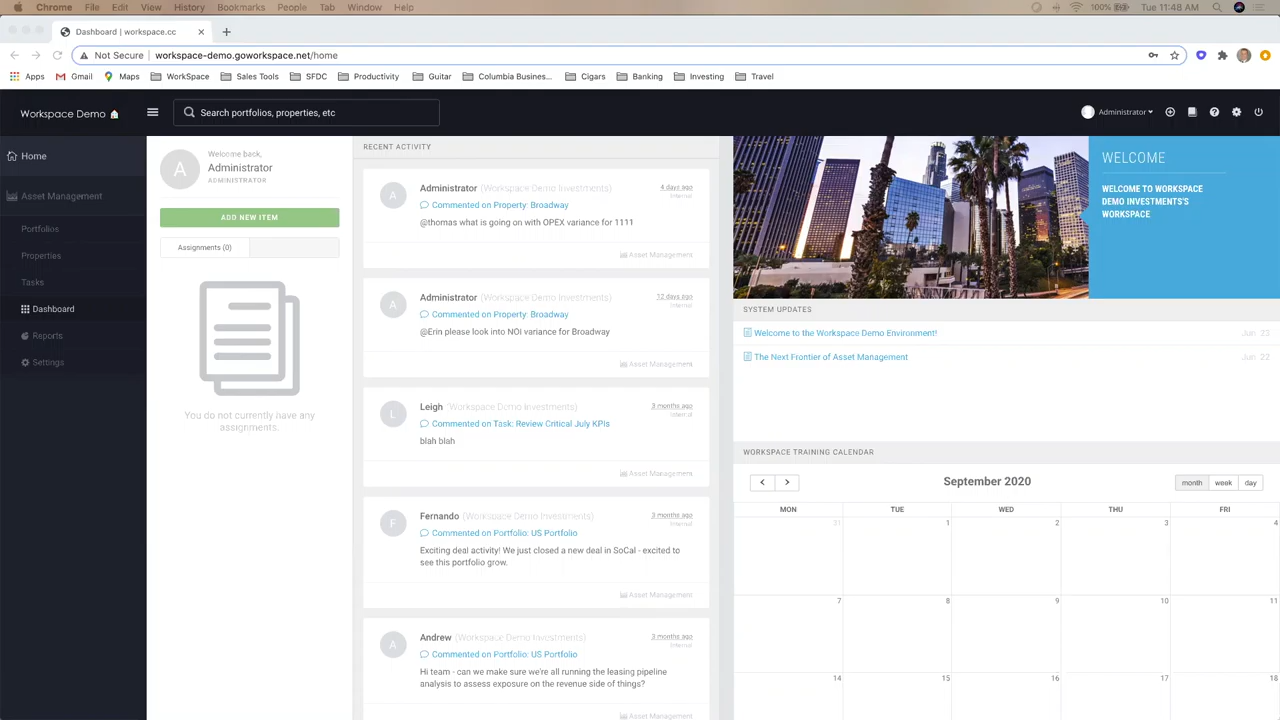 Chrome File Edit View History Bookmarks People Tab Window Help 100% Tue 11:48 AM
Dashboard | workspace.cc
Not Secure workspace-demo.goworkspace.net/home
Apps Gmail Maps WorkSpace Sales Tools SFDC Productivity Guitar Columbia Busines... Cigars Banking Investing Travel
Workspace Demo
Search portfolios, properties, etc
Administrator
Home
Asset Management
Portfolios
Properties
Tasks
Dashboard
Reports
Settings
A
Welcome back,
Administrator
ADMINISTRATOR
ADD NEW ITEM
Assignments (0)
You do not currently have any
assignments.
RECENT ACTIVITY
A
Administrator (Workspace Demo Investments) 4 days ago
Internal
Commented on Property: Broadway
@thomas what is going on with OPEX variance for 1111
Asset Management
A
Administrator (Workspace Demo Investments) 12 days ago
Internal
Commented on Property: Broadway
@Erin please look into NOI variance for Broadway
Asset Management
L
Leigh (Workspace Demo Investments) 3 months ago
Internal
Commented on Task: Review Critical July KPIs
blah blah
Asset Management
F
Fernando (Workspace Demo Investments) 3 months ago
Internal
Commented on Portfolio: US Portfolio
Exciting deal activity! We just closed a new deal in SoCal - excited to
see this portfolio grow.
Asset Management
A
Andrew (Workspace Demo Investments) 3 months ago
Internal
Commented on Portfolio: US Portfolio
Hi team - can we make sure we're all running the leasing pipeline
analysis to assess exposure on the revenue side of things?
Asset Management
WELCOME
WELCOME TO WORKSPACE
DEMO INVESTMENTS'S
WORKSPACE
SYSTEM UPDATES
Welcome to the Workspace Demo Environment! Jun 22
The Next Frontier of Asset Management Jun 22
WORKSPACE TRAINING CALENDAR
September 2020
month week day
MON TUE WED THU FRI
31 1 2 3 4
7 8 9 10 11
14 15 16 17 18